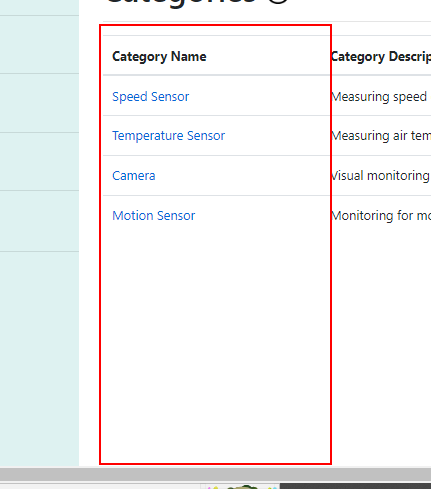 Categories
Category Name Category Descrip
Speed Sensor Measuring speed
Temperature Sensor Measuring air tem
Camera Visual monitoring
Motion Sensor Monitoring for mo